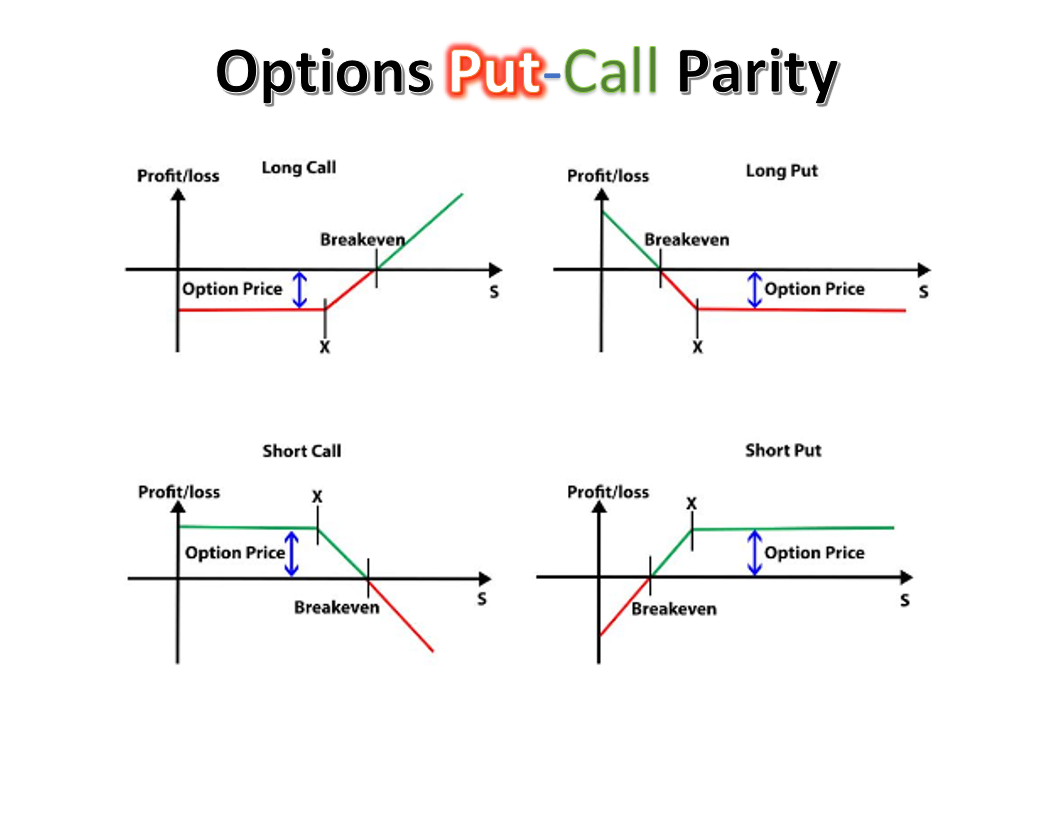 Options Put-Call Parity
Long Call
Profit/loss
Breakeven
Option Price
S
X
Long Put
Profit/loss
Breakeven
Option Price
S
X
Short Call
Profit/loss
X
Option Price
Breakeven
S
Short Put
Profit/loss
X
Option Price
Breakeven
S